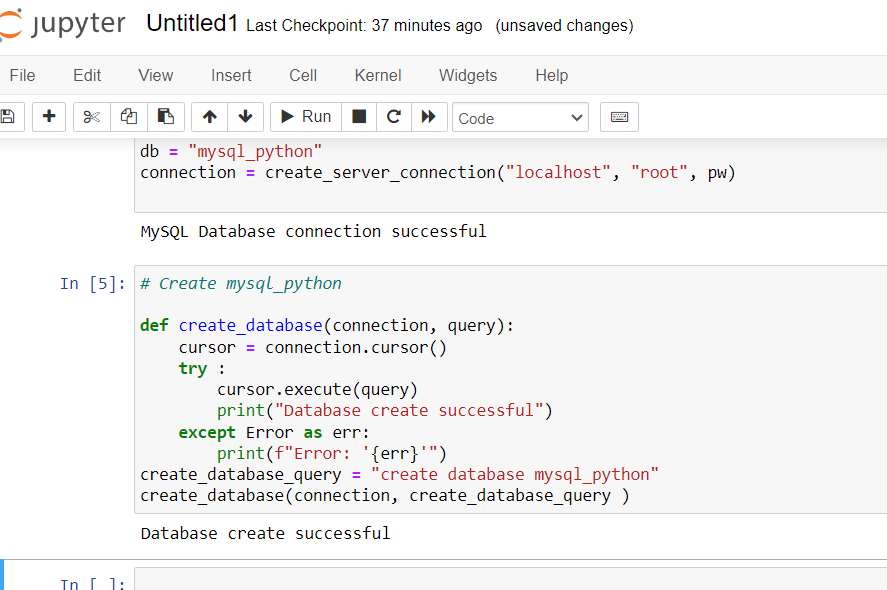 jupyter Untitled1 Last Checkpoint: 37 minutes ago (unsaved changes)
File Edit View Insert Cell Kernel Widgets Help
Run Code
db = "mysql_python"
connection = create_server_connection("localhost", "root", pw)
MySQL Database connection successful
In [5]: # Create mysql_python
def create_database(connection, query):
    cursor = connection.cursor()
    try :
        cursor.execute(query)
        print("Database create successful")
    except Error as err:
        print(f"Error: '{err}'")
create_database_query = "create database mysql_python"
create_database(connection, create_database_query )
Database create successful
In [ ]: